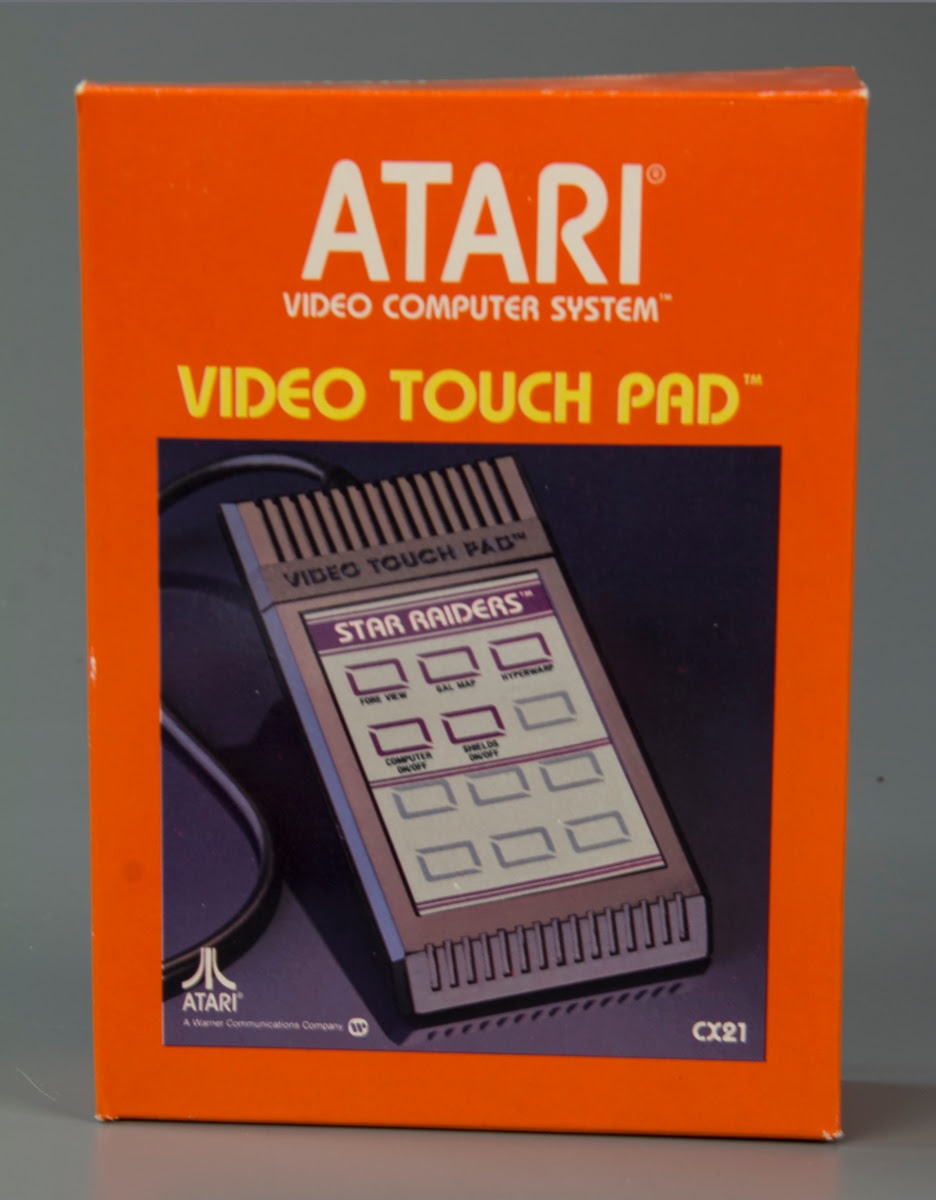 ATARI®
VIDEO COMPUTER SYSTEM™
VIDEO TOUCH PAD™
VIDEO TOUCH PAD™
STAR RAIDERS™
FORE VIEW
GAL MAP
HYPERWARP
COMPUTER ON/OFF
SHIELDS ON/OFF
ATARI®
A Warner Communications Company
CX21